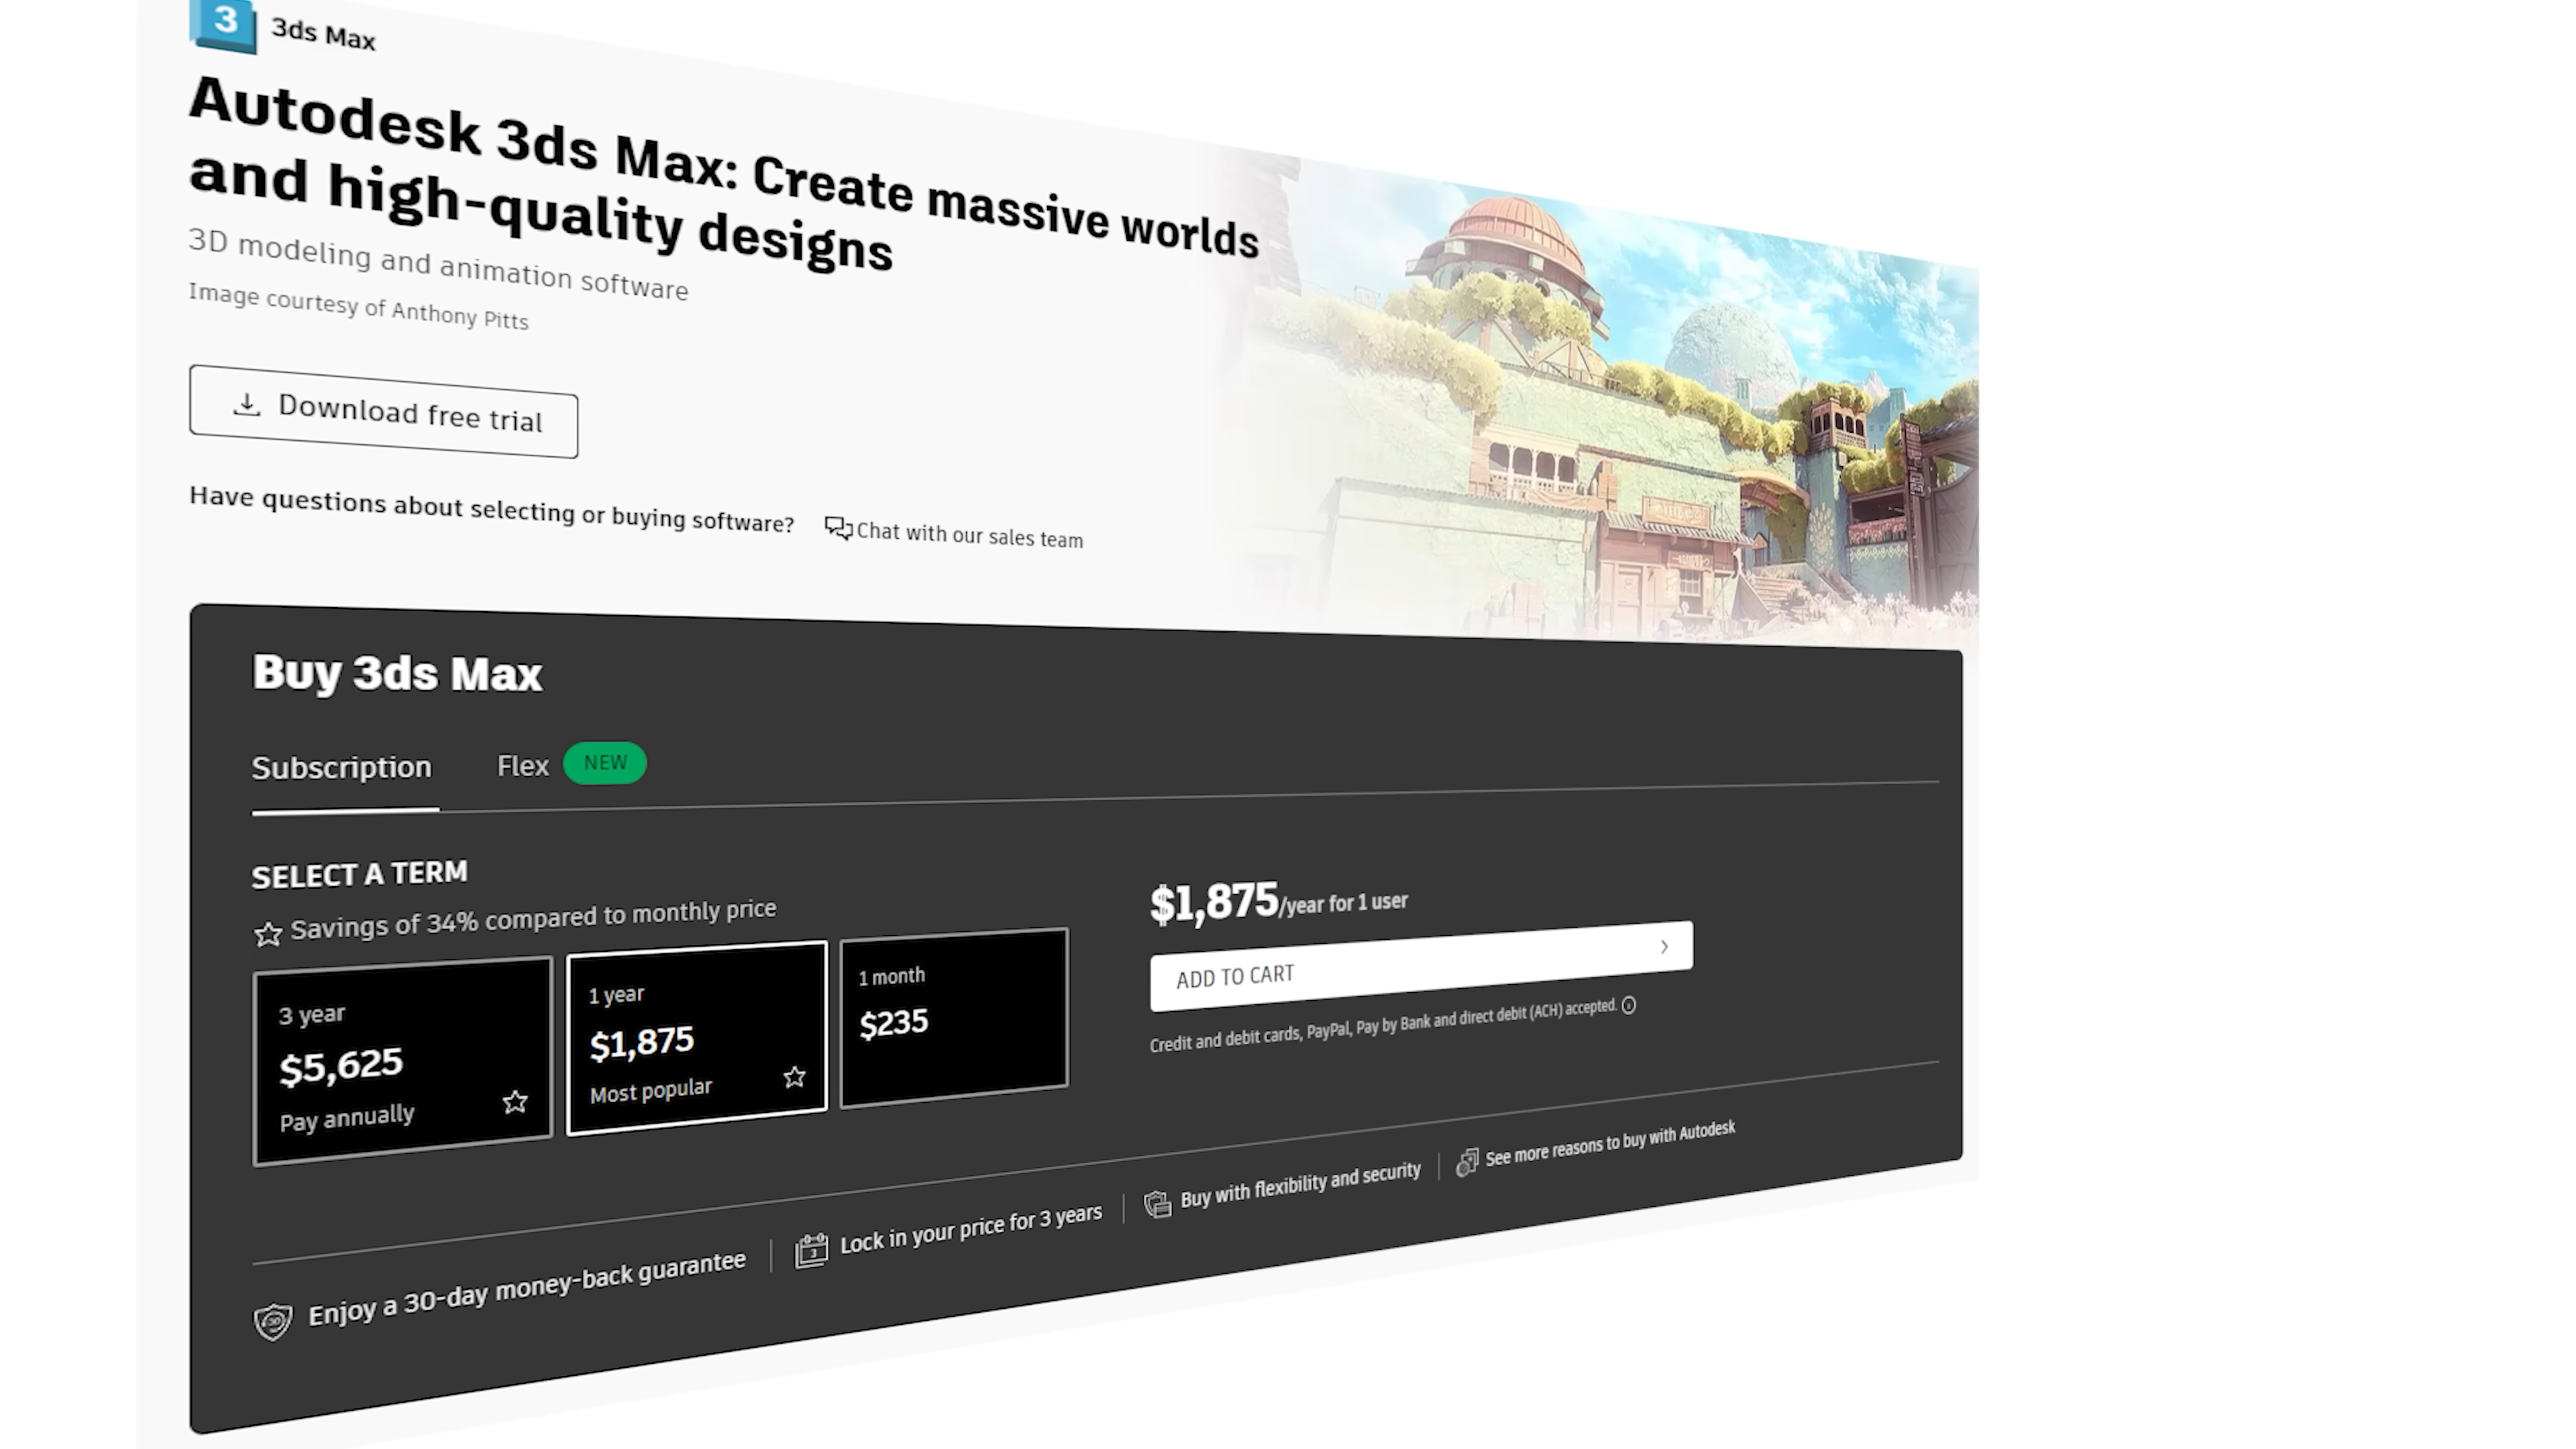 3
3ds Max
Autodesk 3ds Max: Create massive worlds
and high-quality designs
3D modeling and animation software
Image courtesy of Anthony Pitts
Download free trial
Have questions about selecting or buying software?
Chat with our sales team
Buy 3ds Max
Subscription
Flex
NEW
SELECT A TERM
Savings of 34% compared to monthly price
3 year
$5,625
Pay annually
1 year
$1,875
Most popular
1 month
$235
$1,875/year for 1 user
ADD TO CART
Credit and debit cards, PayPal, Pay by Bank and direct debit (ACH) accepted.
Enjoy a 30-day money-back guarantee
3
Lock in your price for 3 years
Buy with flexibility and security
See more reasons to buy with Autodesk